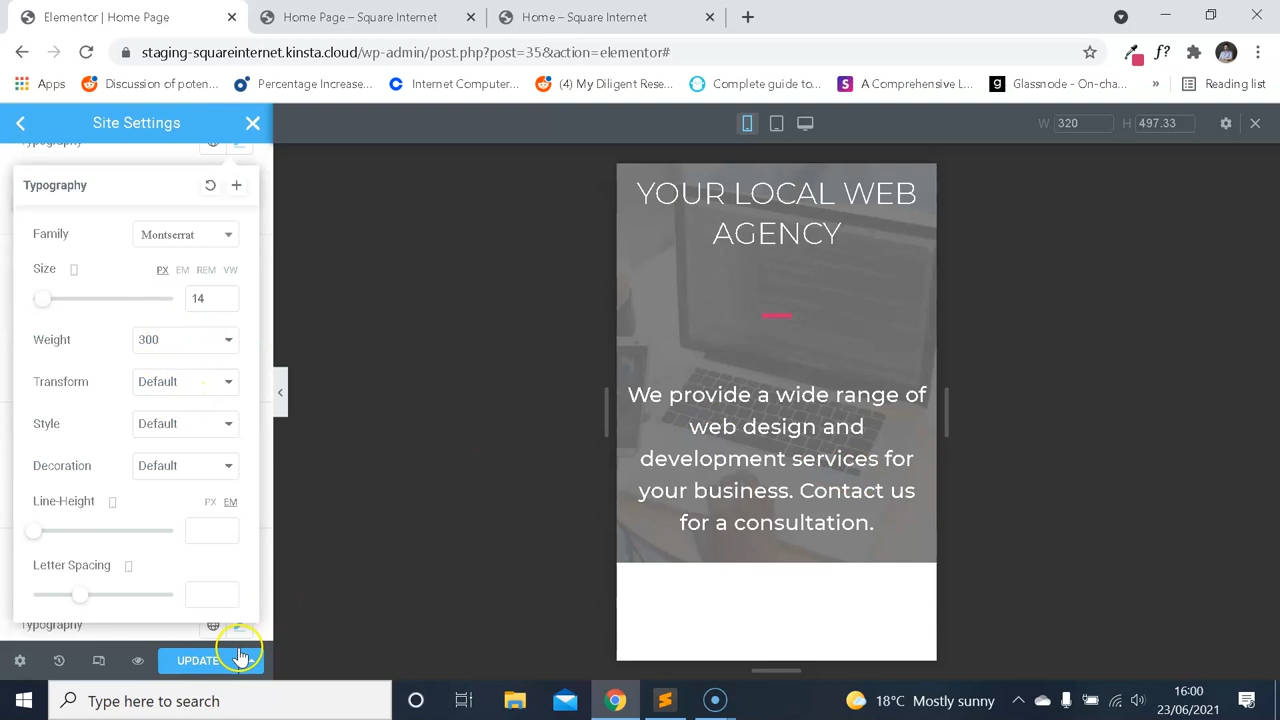 Elementor | Home Page
Home Page – Square Internet
Home – Square Internet
staging-squareinternet.kinsta.cloud/wp-admin/post.php?post=35&action=elementor#
f?
Apps
Discussion of poten...
Percentage Increase...
Internet Computer...
(4) My Diligent Rese...
Complete guide to...
S
A Comprehensive L...
g
Glassnode - On-cha...
»
Reading list
Site Settings
W 320
H 497.33
Typography
Typography
Family
Montserrat
Size
PX EM REM VW
14
Weight
300
Transform
Default
Style
Default
Decoration
Default
Line-Height
PX EM
Letter Spacing
Typography
UPDATE
YOUR LOCAL WEB
AGENCY
We provide a wide range of
web design and
development services for
your business. Contact us
for a consultation.
Type here to search
18°C Mostly sunny
16:00
23/06/2021